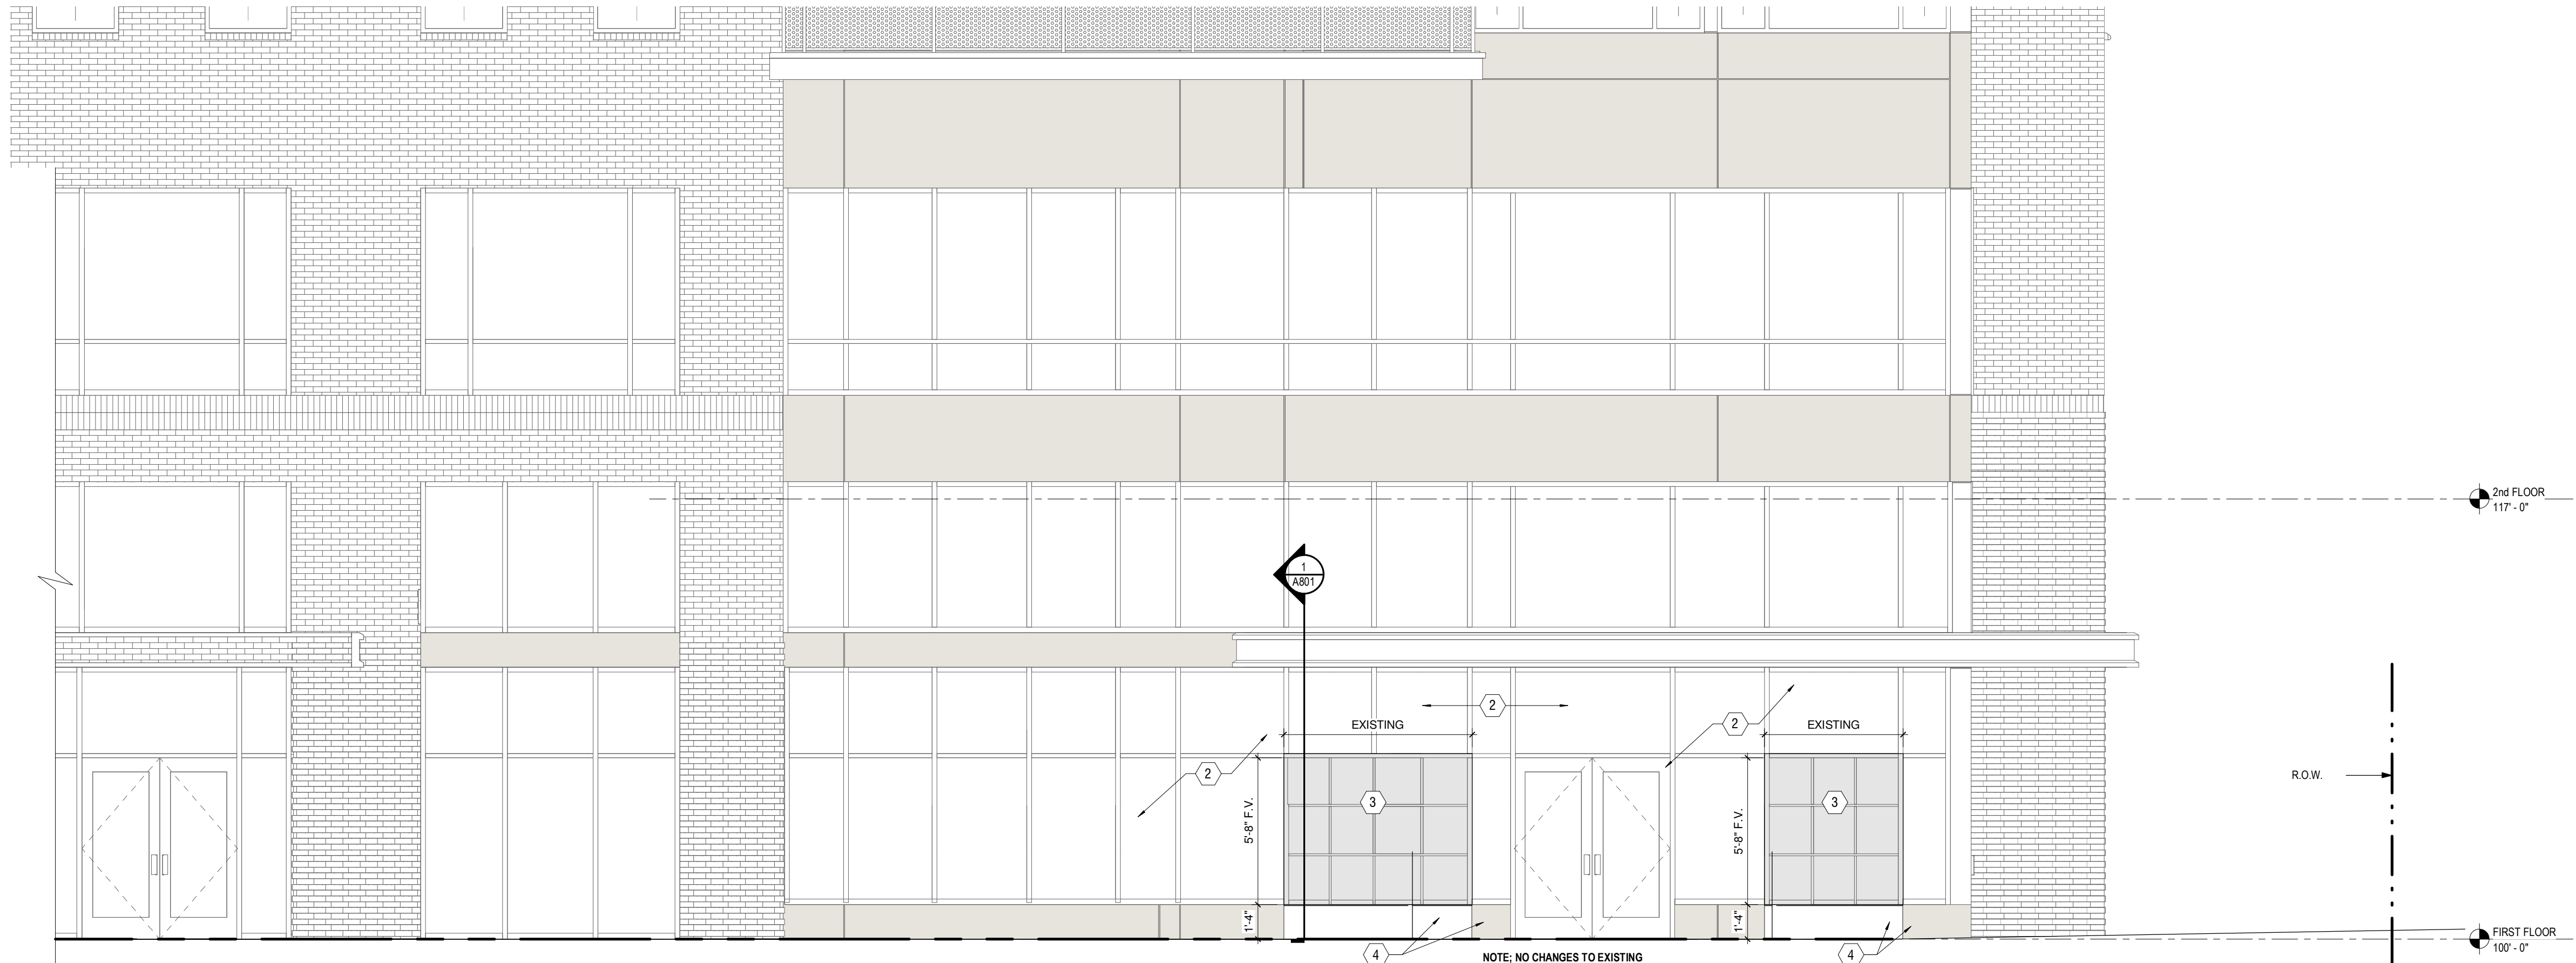 2nd FLOOR
117' - 0"
1
A801
2
EXISTING
2
EXISTING
2
R.O.W.
3
3
5'-8" F.V.
5'-8" F.V.
1'-4"
1'-4"
FIRST FLOOR
100' - 0"
4
NOTE; NO CHANGES TO EXISTING
4